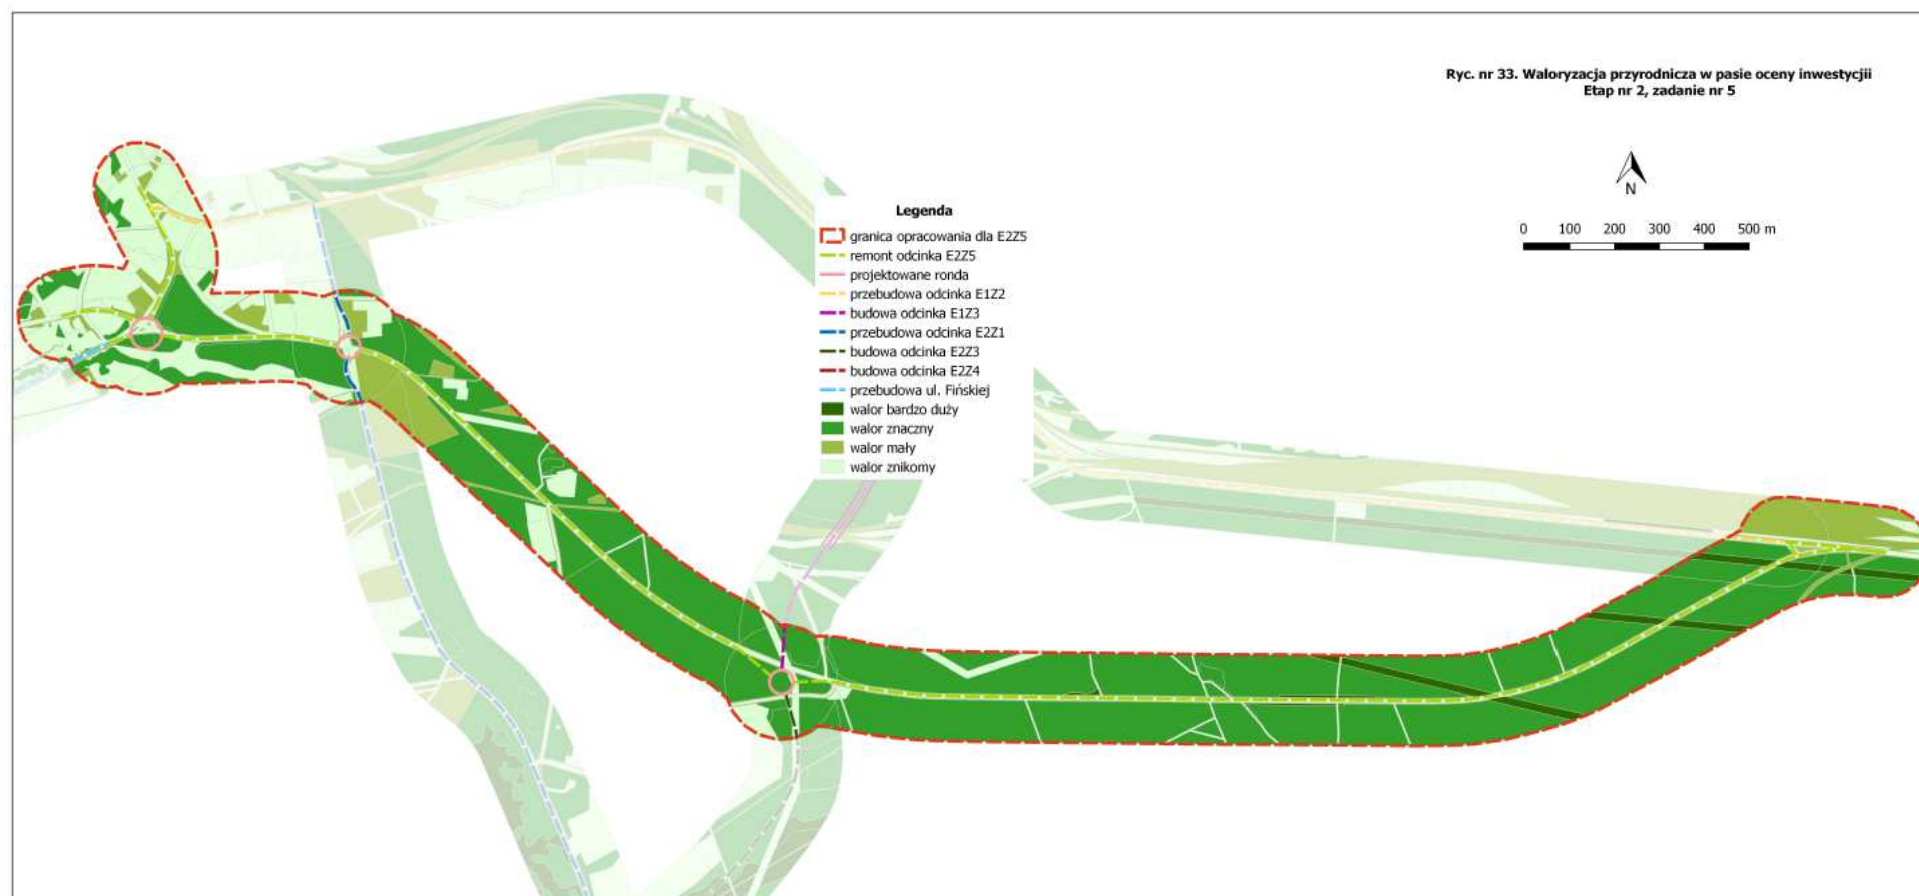 Ryc. nr 33. Waloryzacja przyrodnicza w pasie oceny inwestycjii
Etap nr 2, zadanie nr 5
N
0 100 200 300 400 500 m
Legenda
granica opracowania dla E2Z5
remont odcinka E2Z5
projektowane ronda
przebudowa odcinka E1Z2
budowa odcinka E1Z3
przebudowa odcinka E2Z1
budowa odcinka E2Z3
budowa odcinka E2Z4
przebudowa ul. Fińskiej
walor bardzo duży
walor znaczny
walor mały
walor znikomy